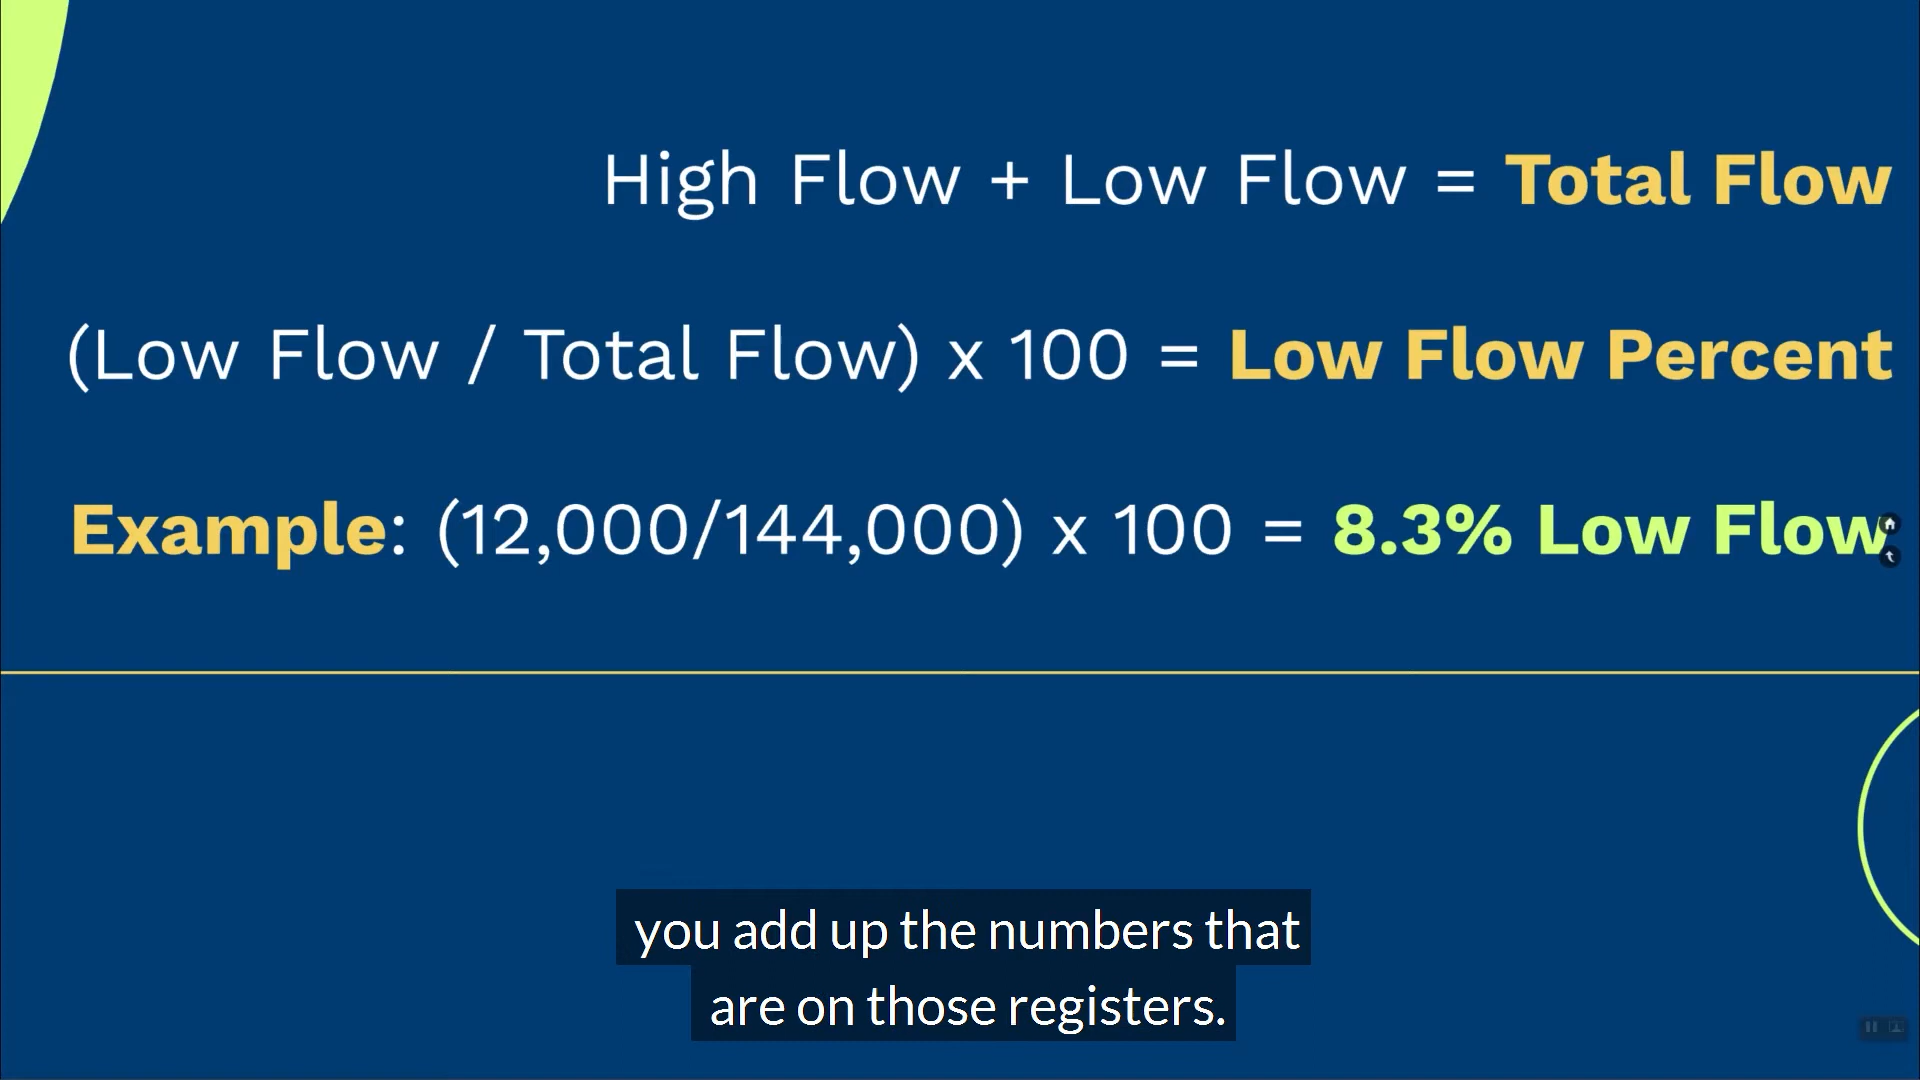 High Flow + Low Flow = Total Flow
(Low Flow / Total Flow) x 100 = Low Flow Percent
Example: (12,000/144,000) x 100 = 8.3% Low Flow
you add up the numbers that
are on those registers.